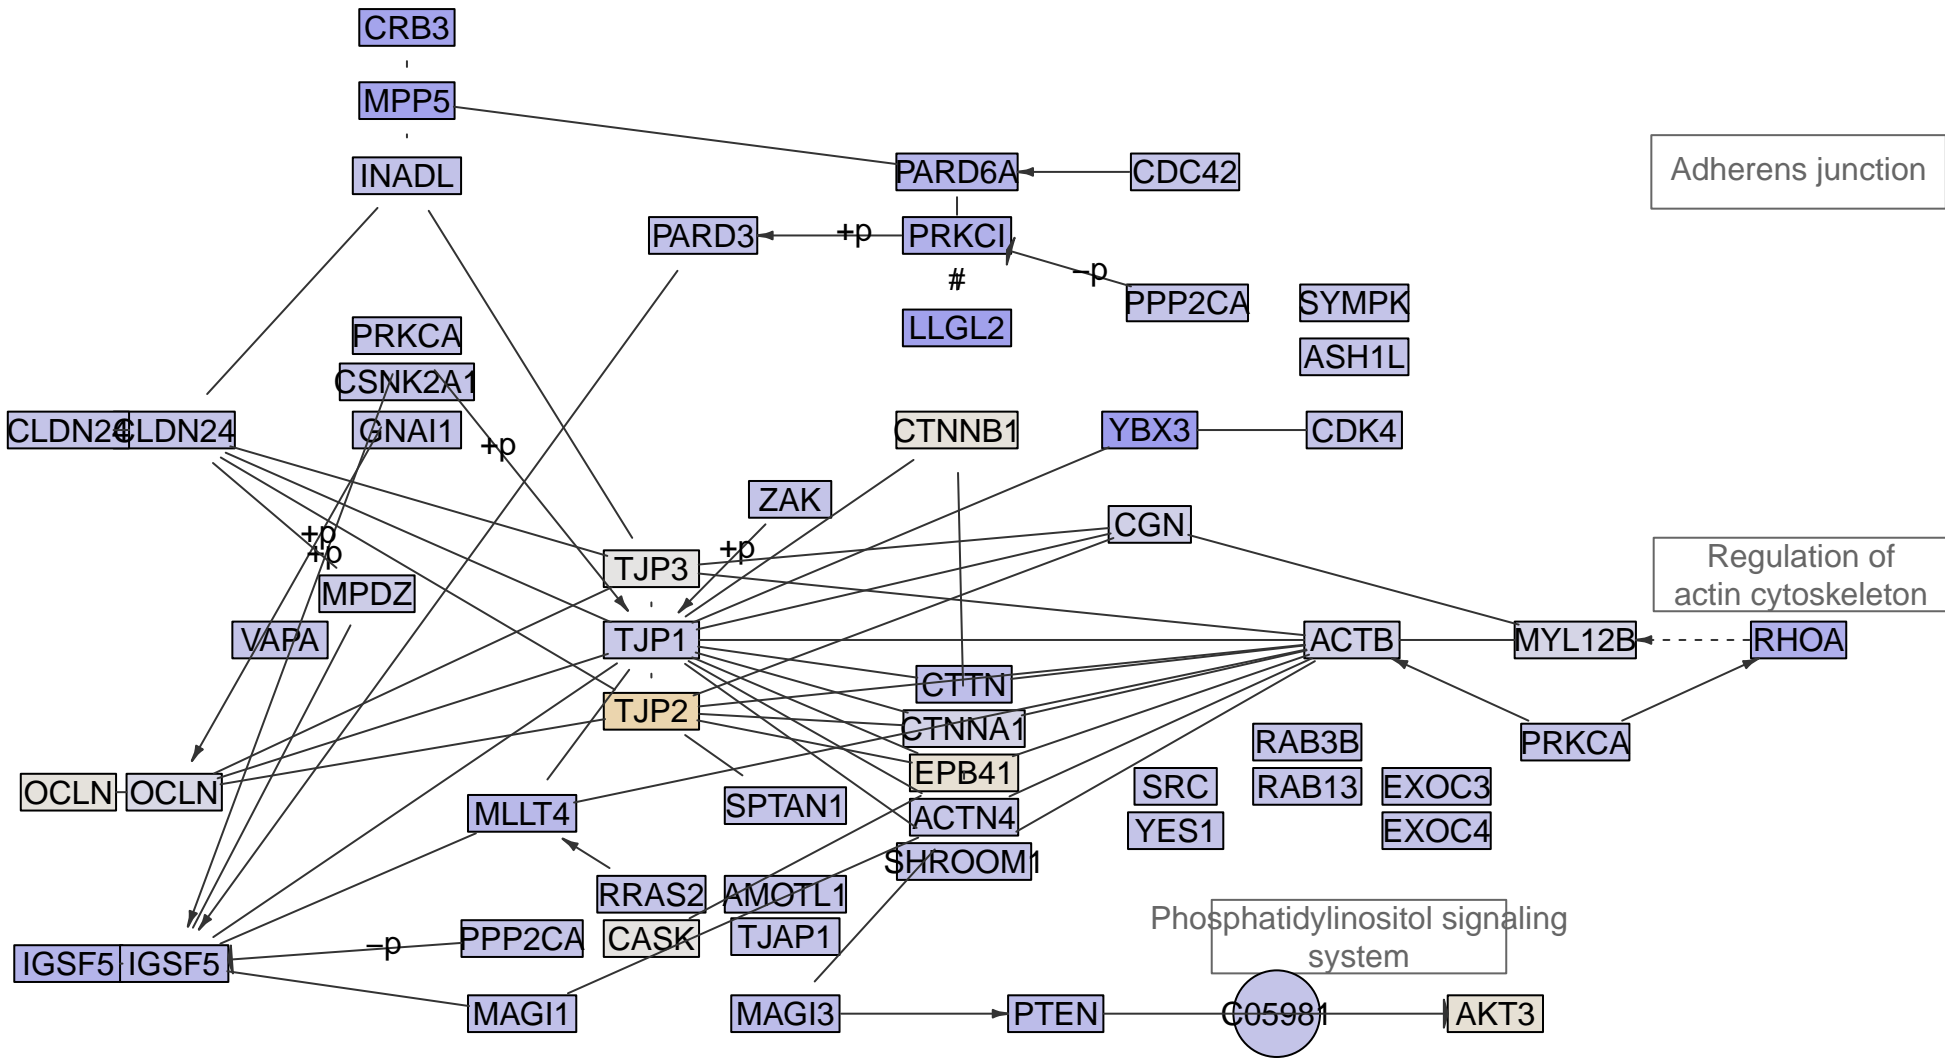 CRB3
MPP5
INADL
PARD6A
CDC42
Adherens junction
PARD3
+p
PRKCI
#
−p
PPP2CA
SYMPK
LLGL2
PRKCA
ASH1L
CSNK2A1
CLDN24
CLDN24
GNAI1
+p
CTNNB1
YBX3
CDK4
ZAK
CGN
+p
+p
+p
TJP3
Regulation of
actin cytoskeleton
MPDZ
VAPA
TJP1
ACTB
MYL12B
RHOA
CTTN
TJP2
CTNNA1
RAB3B
PRKCA
EPB41
OCLN
OCLN
SRC
RAB13
EXOC3
SPTAN1
MLLT4
ACTN4
YES1
EXOC4
SHROOM1
RRAS2
AMOTL1
Phosphatidylinositol signaling
system
PPP2CA
CASK
TJAP1
−p
IGSF5
IGSF5
MAGI1
MAGI3
PTEN
C05981
AKT3